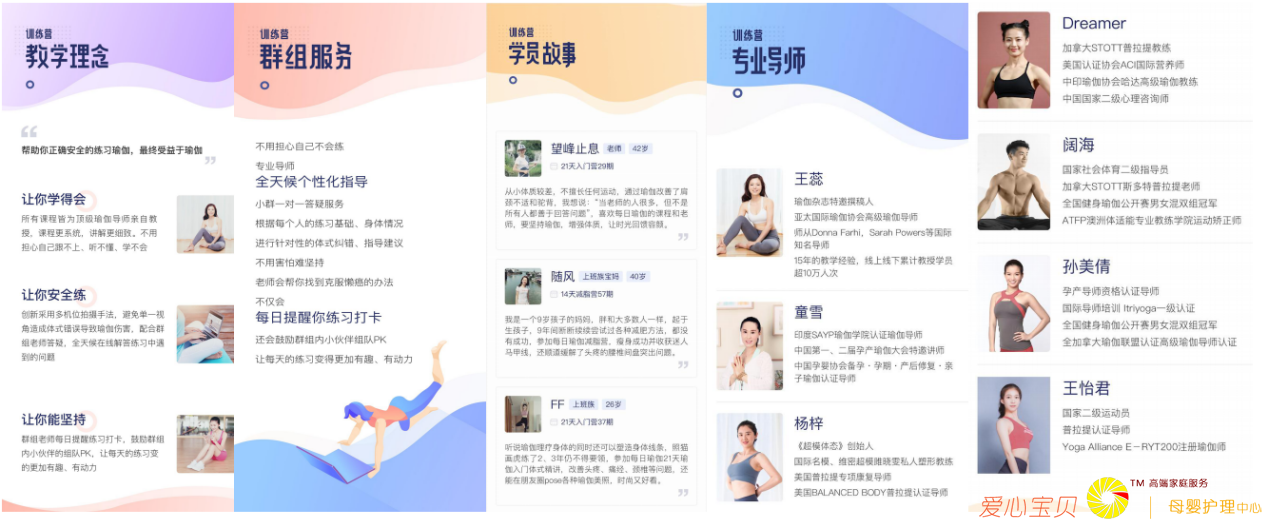 训练营
教学理念
帮助你正确安全的练习瑜伽，最终受益于瑜伽
让你学得会
所有课程皆为顶级瑜伽导师亲自教
授，课程更系统，讲解更细致。不用
担心自己跟不上、听不懂、学不会
让你安全练
创新采用多机位拍摄手法，避免单一视
角造成体式错误导致瑜伽伤害，配合群
组老师答疑，全天候在线解答练习中遇
到的问题
让你能坚持
群组老师每日提醒练习打卡，鼓励群组
内小伙伴的组队PK，让每天的练习变
的更加有趣、有动力
训练营
群组服务
不用担心自己不会练
专业导师
全天候个性化指导
小群一对一答疑服务
根据每个人的练习基础、身体情况
进行针对性的体式纠错、指导建议
不用害怕难坚持
老师会帮你找到克服懒癌的办法
不仅会
每日提醒你练习打卡
还会鼓励群组内小伙伴组队PK
让每天的练习变得更加有趣、有动力
训练营
学员故事
望峰止息 老师 42岁
21天入门营29期
从小体质较差，不擅长任何运动，通过瑜伽改善了肩
颈不适和驼背。我想说：“当老师的人很多，但不是
所有人都善于回答问题”，喜欢每日瑜伽的课程和老
师，要坚持瑜伽，增强体质，让时光回馈容颜。
随风 上班族宝妈 40岁
14天减脂营57期
我是一个9岁孩子的妈妈，胖和大多数人一样，起于
生孩子，9年间断断续续尝试过各种减肥方法，都没
有成功，参加每日瑜伽减脂营，瘦身成功并收获迷人
马甲线，还顺道缓解了头疼的腰椎间盘突出问题。
FF 上班族 26岁
21天入门营37期
听说瑜伽理疗身体的同时还可以塑造身体线条，照猫
画虎练了2、3年仍不得要领，参加每日瑜伽21天瑜
伽入门体式精讲，改善头疼、痛经、颈椎等问题，还
能在朋友圈pose各种瑜伽美照，时尚又好看。
训练营
专业导师
王蕊
瑜伽杂志特邀撰稿人
亚太国际瑜伽协会高级瑜伽导师
师从Donna Farhi，Sarah Powers等国际
知名导师
15年的教学经验，线上线下累计教授学员
超10万人次
童雪
印度SAYP瑜伽学院认证瑜伽导师
中国第一、二届孕产瑜伽大会特邀讲师
中国孕婴协会备孕·孕期·产后修复·亲
子瑜伽认证导师
杨梓
《超模体态》创始人
国际名模、维密超模雎晓雯私人塑形教练
美国普拉提专项康复导师
美国BALANCED BODY普拉提认证导师
Dreamer
加拿大STOTT普拉提教练
美国认证协会ACI国际营养师
中印瑜伽协会哈达高级瑜伽教练
中国国家二级心理咨询师
阔海
国家社会体育二级指导员
加拿大STOTT斯多特普拉提老师
全国健身瑜伽公开赛男女混双组冠军
ATFP澳洲体适能专业教练学院运动矫正师
孙美倩
孕产导师资格认证导师
国际导师培训 Itriyoga一级认证
全国健身瑜伽公开赛男女混双组冠军
全加拿大瑜伽联盟认证高级瑜伽导师认证
王怡君
国家二级运动员
普拉提认证导师
Yoga Alliance E－RYT200注册瑜伽师
爱心宝贝 TM 高端家庭服务
母婴护理中心